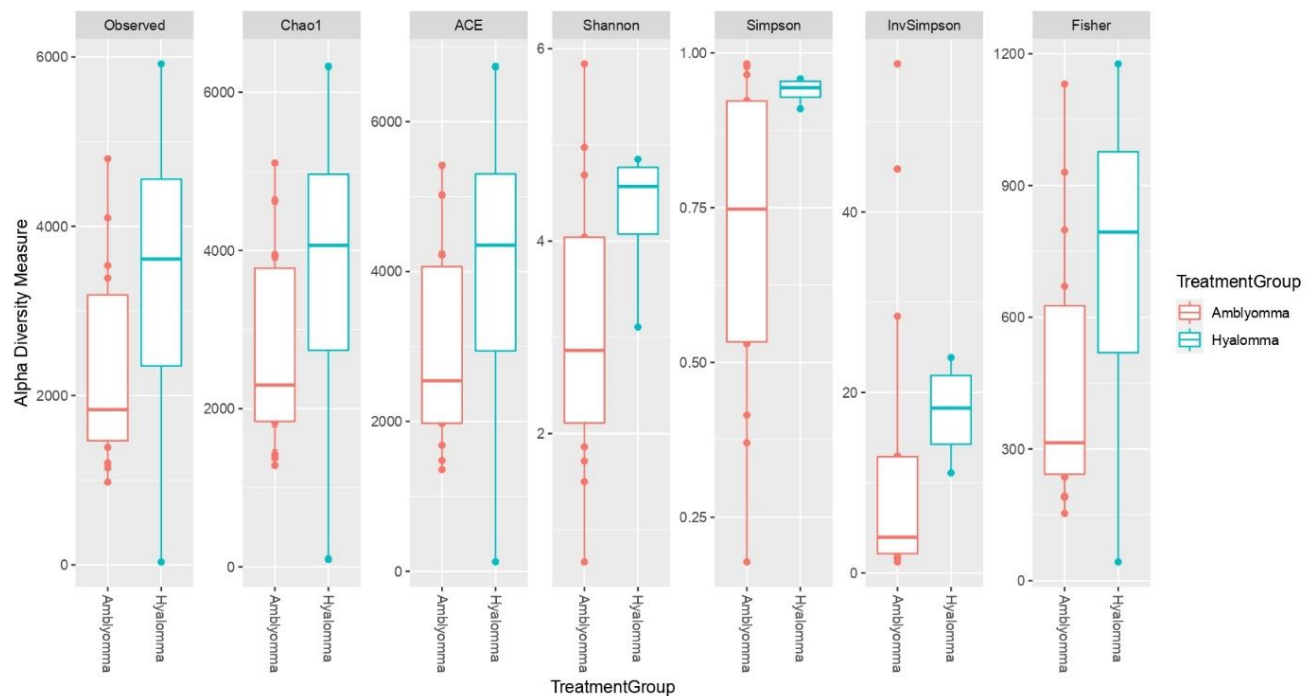 Observed
Chao1
ACE
Shannon
Simpson
InvSimpson
Fisher
Alpha Diversity Measure
6000
4000
2000
0
6000
4000
2000
0
6000
4000
2000
0
6
4
2
1.00
0.75
0.50
0.25
40
20
0
1200
900
600
300
0
Amblyomma
Hyalomma
Amblyomma
Hyalomma
Amblyomma
Hyalomma
Amblyomma
Hyalomma
Amblyomma
Hyalomma
Amblyomma
Hyalomma
Amblyomma
Hyalomma
TreatmentGroup
TreatmentGroup
Amblyomma
Hyalomma